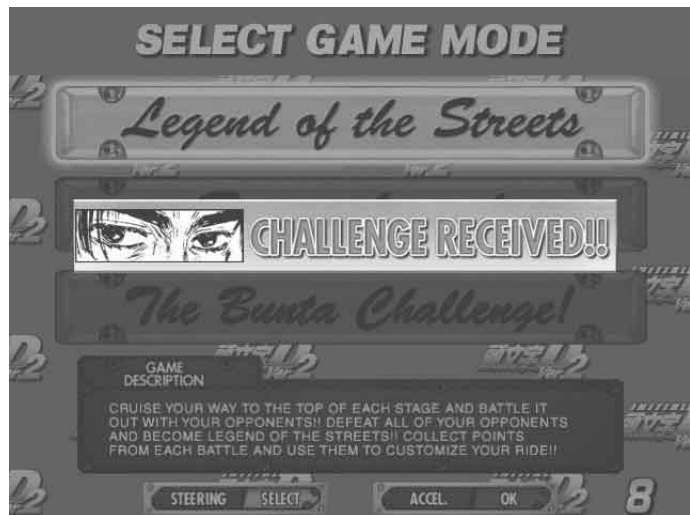 SELECT GAME MODE
Legend of the Streets
CHALLENGE RECEIVED!!
The Bunta Challenge!
GAME
DESCRIPTION
CRUISE YOUR WAY TO THE TOP OF EACH STAGE AND BATTLE IT
OUT WITH YOUR OPPONENTS!! DEFEAT ALL OF YOUR OPPONENTS
AND BECOME LEGEND OF THE STREETS!! COLLECT POINTS
FROM EACH BATTLE AND USE THEM TO CUSTOMIZE YOUR RIDE!!
STEERING SELECT ACCEL. OK 8